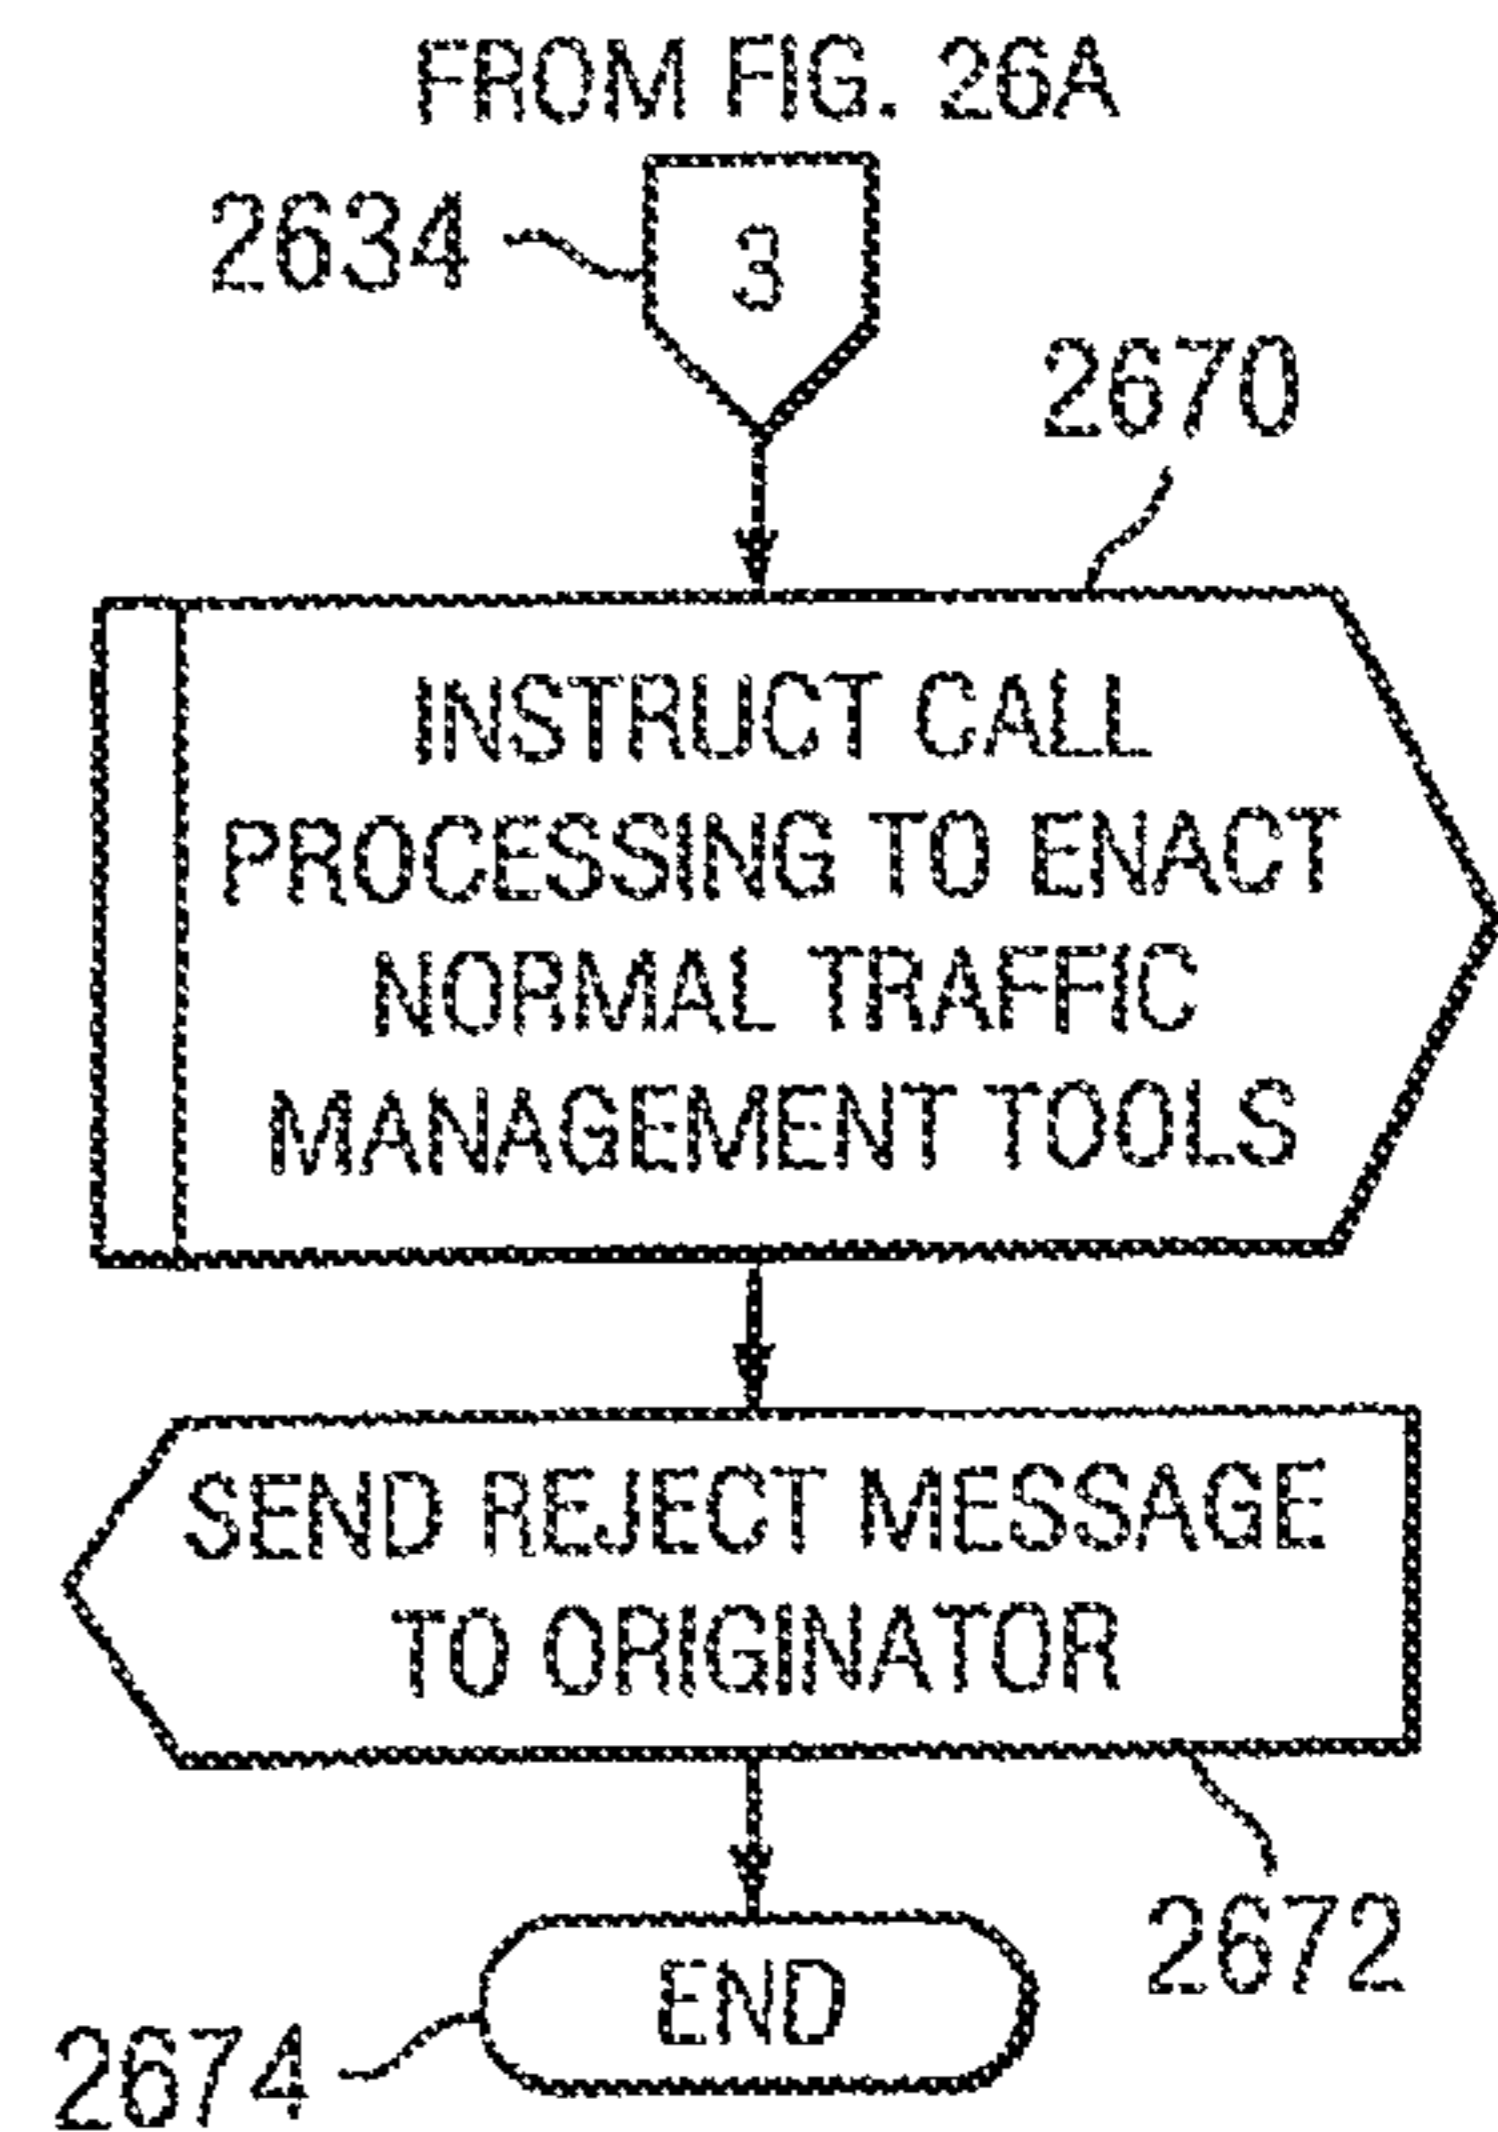 FROM FIG. 26A
2634
3
2670
INSTRUCT CALL
PROCESSING TO ENACT
NORMAL TRAFFIC
MANAGEMENT TOOLS
SEND REJECT MESSAGE
TO ORIGINATOR
2672
END
2674